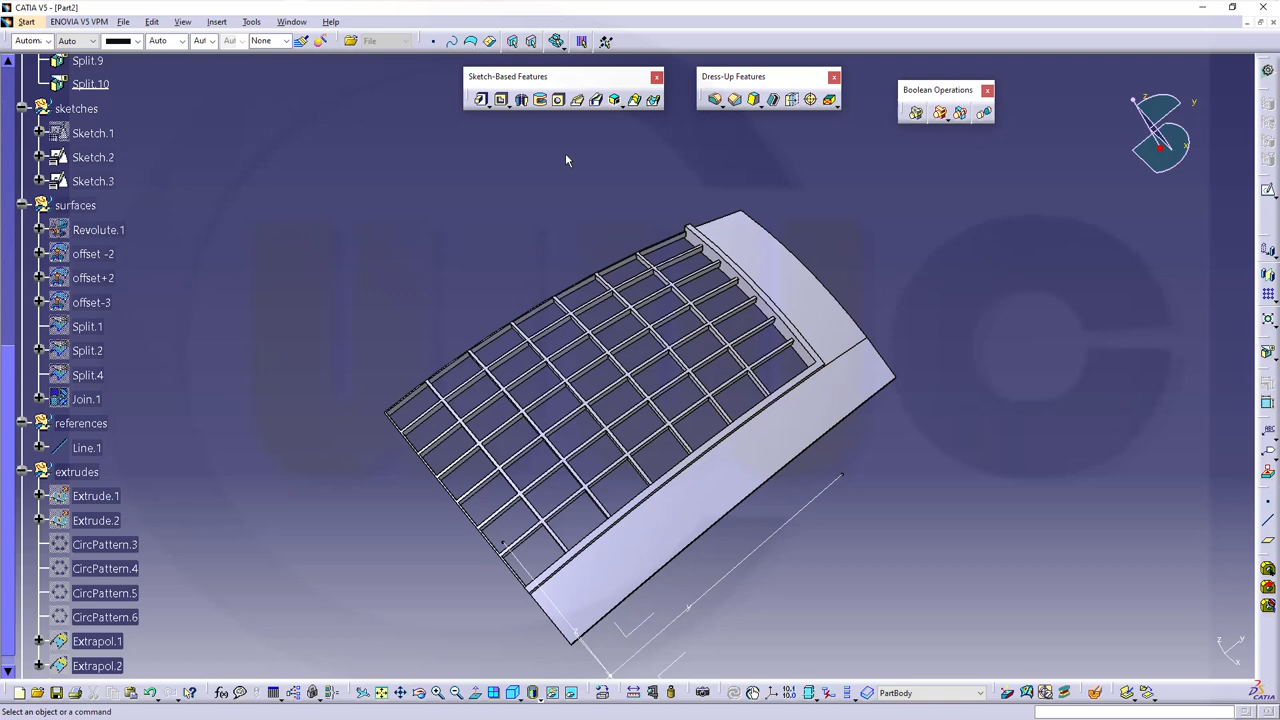 CATIA V5 - [Part2]
Start ENOVIA V5 VPM File Edit View Insert Tools Window Help
Autom: Auto Auto Aut Aut None File
Sketch-Based Features
Dress-Up Features
Boolean Operations
Split.9
Split.10
sketches
Sketch.1
Sketch.2
Sketch.3
surfaces
Revolute.1
offset -2
offset+2
offset-3
Split.1
Split.2
Split.4
Join.1
references
Line.1
extrudes
Extrude.1
Extrude.2
CircPattern.3
CircPattern.4
CircPattern.5
CircPattern.6
Extrapol.1
Extrapol.2
z
y
x
y
z
y
x
PartBody
CATIA
Select an object or a command